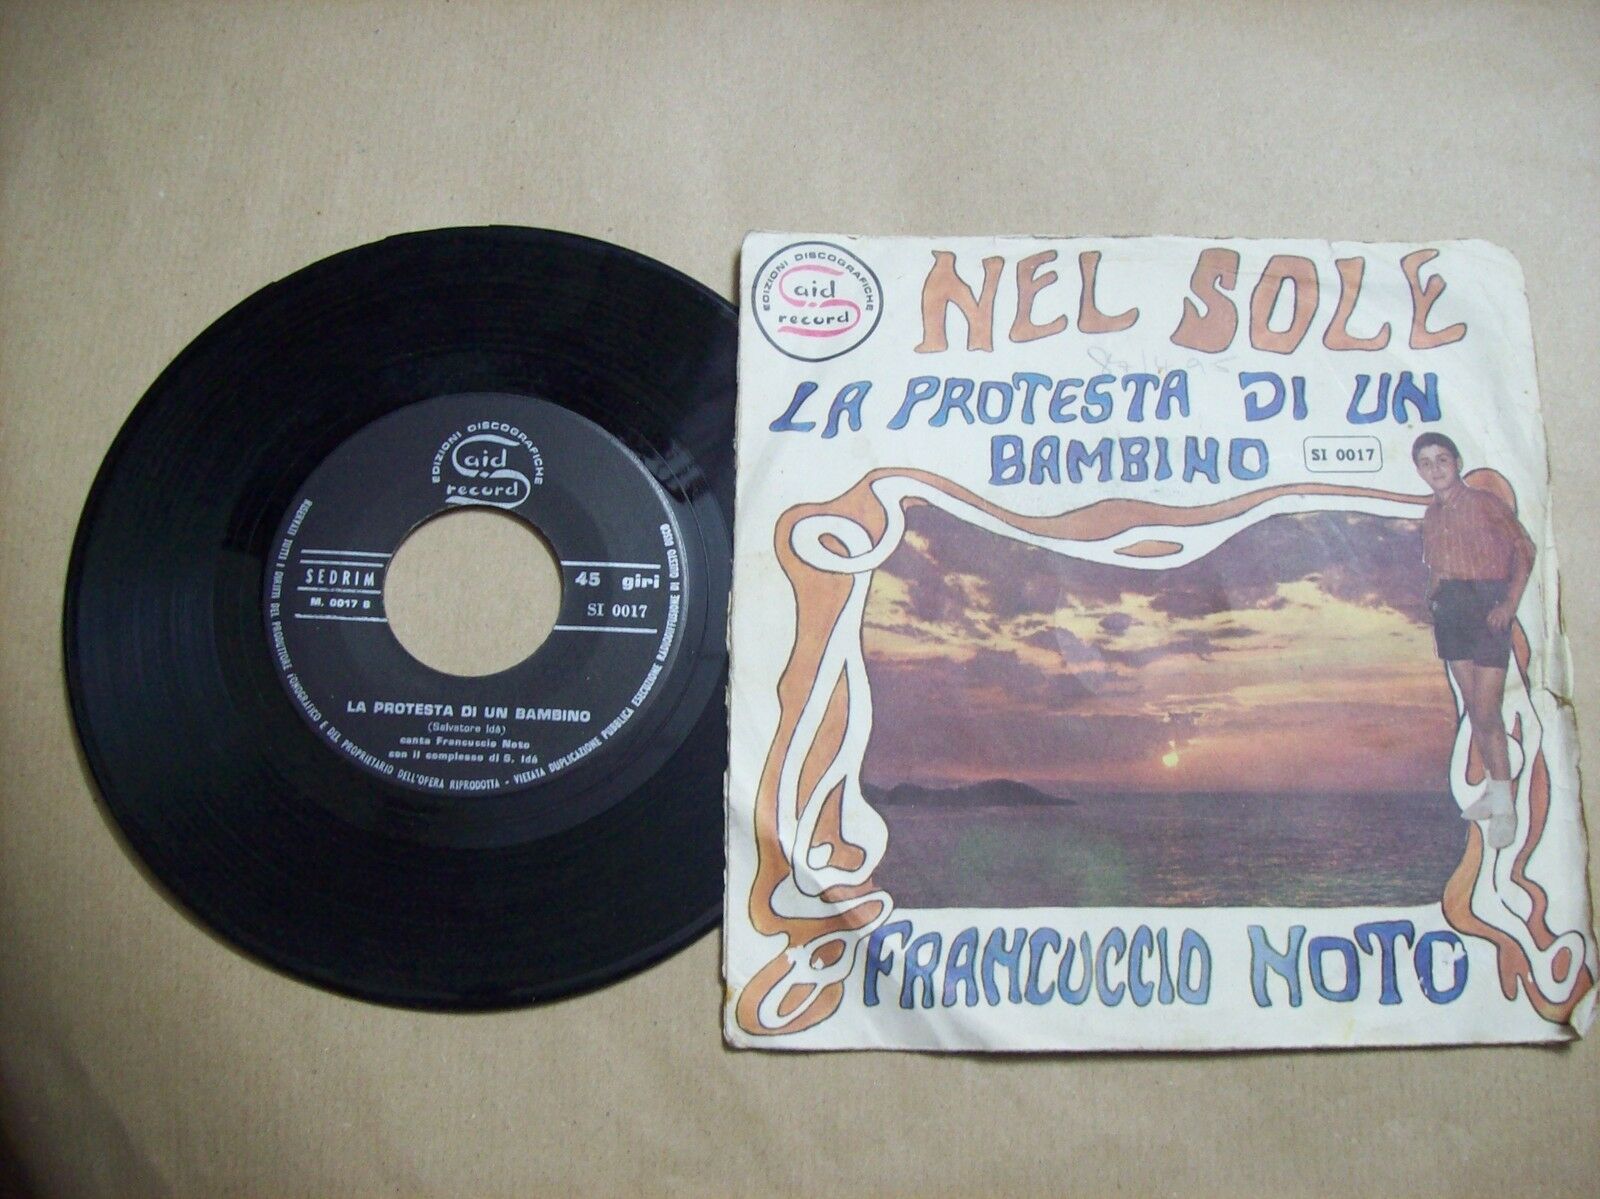 EDIZIONI DISCOGRAFICHE
Said
record
SEDRIM
M. 0017 B
45 giri
SI 0017
LA PROTESTA DI UN BAMBINO
(Salvatore Idà)
canta Francuccio Noto
con il complesso di S. Idà
RISERVATI TUTTI I DIRITTI DEL PRODUTTORE FONOGRAFICO E DEL PROPRIETARIO DELL'OPERA RIPRODOTTA - VIETATA DUPLICAZIONE PUBBLICA ESECUZIONE RADIODIFFUSIONE DI QUESTO DISCO
EDIZIONI DISCOGRAFICHE
Said
record
NEL SOLE
LA PROTESTA DI UN
BAMBINO
SI 0017
FRANCUCCIO NOTO